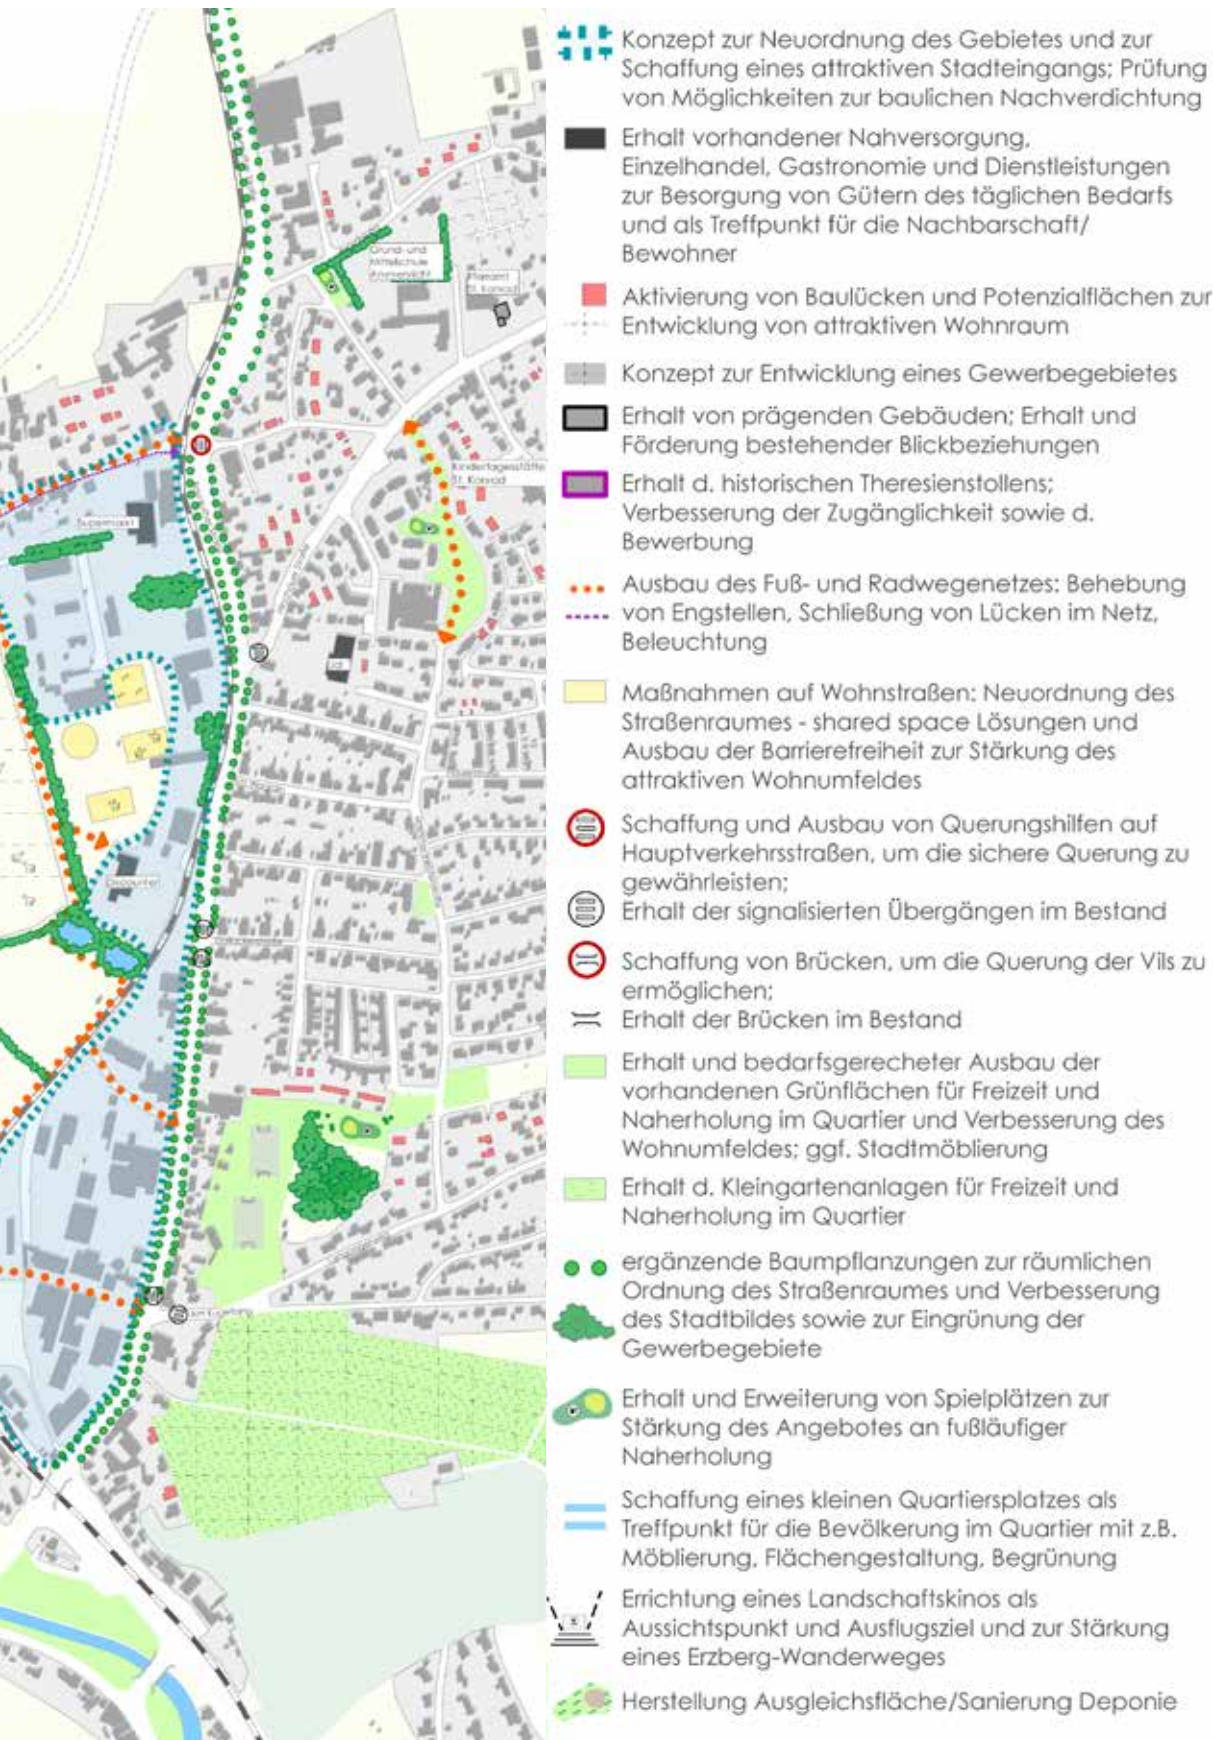 Grund- und
Mittelschule
Ammersricht
Pfarramt
St. Konrad
Kindertagesstätte
St. Konrad
Supermarkt
Lidl
Discounter
Konzept zur Neuordnung des Gebietes und zur
Schaffung eines attraktiven Stadteingangs; Prüfung
von Möglichkeiten zur baulichen Nachverdichtung
Erhalt vorhandener Nahversorgung,
Einzelhandel, Gastronomie und Dienstleistungen
zur Besorgung von Gütern des täglichen Bedarfs
und als Treffpunkt für die Nachbarschaft/
Bewohner
Aktivierung von Baulücken und Potenzialflächen zur
Entwicklung von attraktiven Wohnraum
Konzept zur Entwicklung eines Gewerbegebietes
Erhalt von prägenden Gebäuden; Erhalt und
Förderung bestehender Blickbeziehungen
Erhalt d. historischen Theresienstollens;
Verbesserung der Zugänglichkeit sowie d.
Bewerbung
Ausbau des Fuß- und Radwegenetzes: Behebung
von Engstellen, Schließung von Lücken im Netz,
Beleuchtung
Maßnahmen auf Wohnstraßen: Neuordnung des
Straßenraumes - shared space Lösungen und
Ausbau der Barrierefreiheit zur Stärkung des
attraktiven Wohnumfeldes
Schaffung und Ausbau von Querungshilfen auf
Hauptverkehrsstraßen, um die sichere Querung zu
gewährleisten;
Erhalt der signalisierten Übergängen im Bestand
Schaffung von Brücken, um die Querung der Vils zu
ermöglichen;
Erhalt der Brücken im Bestand
Erhalt und bedarfsgerecheter Ausbau der
vorhandenen Grünflächen für Freizeit und
Naherholung im Quartier und Verbesserung des
Wohnumfeldes; ggf. Stadtmöblierung
Erhalt d. Kleingartenanlagen für Freizeit und
Naherholung im Quartier
ergänzende Baumpflanzungen zur räumlichen
Ordnung des Straßenraumes und Verbesserung
des Stadtbildes sowie zur Eingrünung der
Gewerbegebiete
Erhalt und Erweiterung von Spielplätzen zur
Stärkung des Angebotes an fußläufiger
Naherholung
Schaffung eines kleinen Quartiersplatzes als
Treffpunkt für die Bevölkerung im Quartier mit z.B.
Möblierung, Flächengestaltung, Begrünung
Errichtung eines Landschaftskinos als
Aussichtspunkt und Ausflugsziel und zur Stärkung
eines Erzberg-Wanderweges
Herstellung Ausgleichsfläche/Sanierung Deponie